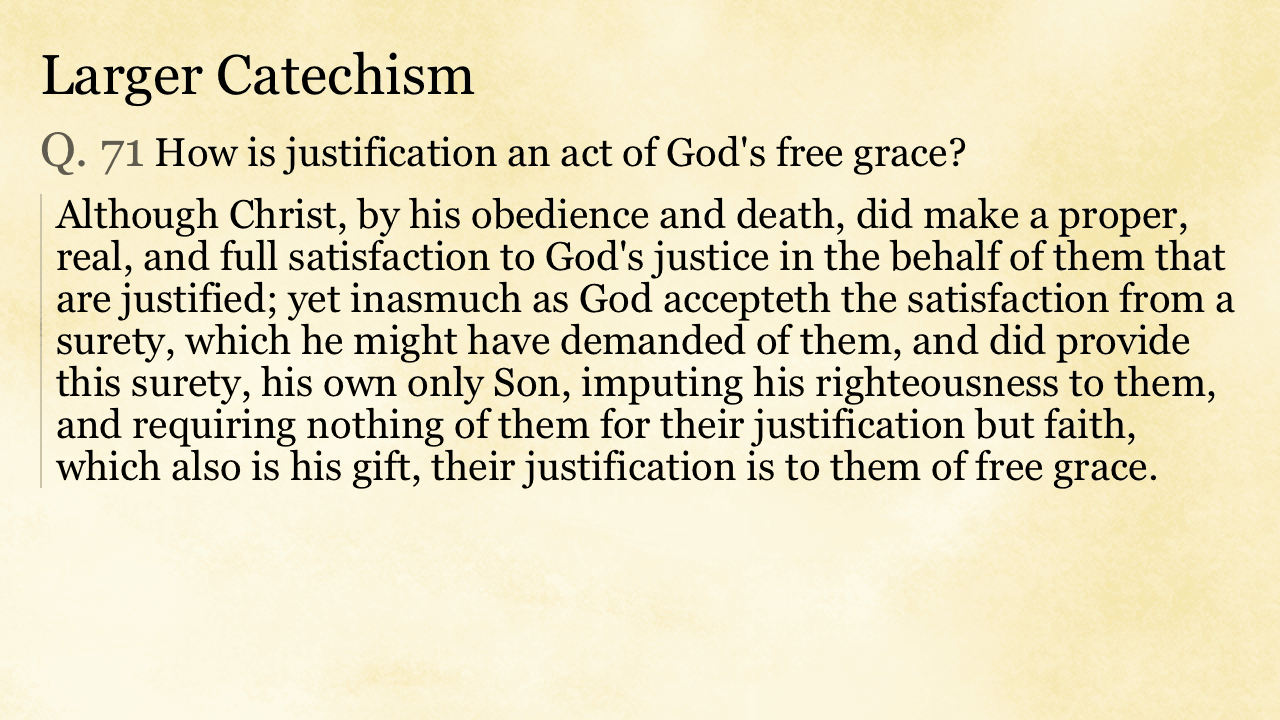 Larger Catechism
Q. 71 How is justification an act of God's free grace?
Although Christ, by his obedience and death, did make a proper,
real, and full satisfaction to God's justice in the behalf of them that
are justified; yet inasmuch as God accepteth the satisfaction from a
surety, which he might have demanded of them, and did provide
this surety, his own only Son, imputing his righteousness to them,
and requiring nothing of them for their justification but faith,
which also is his gift, their justification is to them of free grace.